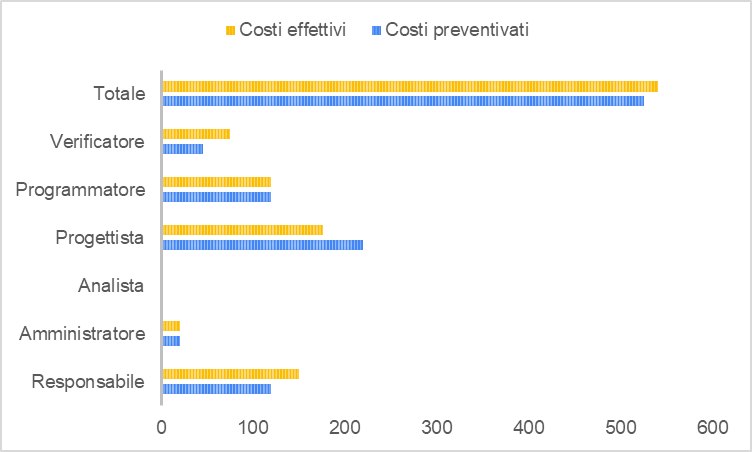 Costi effettivi Costi preventivati
Totale
Verificatore
Programmatore
Progettista
Analista
Amministratore
Responsabile
0 100 200 300 400 500 600